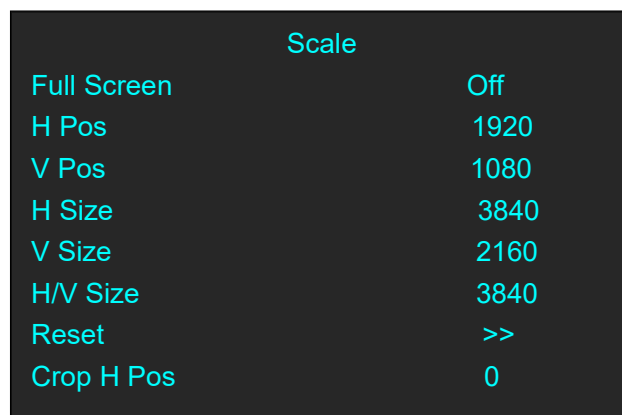 Scale
Full Screen Off
H Pos 1920
V Pos 1080
H Size 3840
V Size 2160
H/V Size 3840
Reset >>
Crop H Pos 0